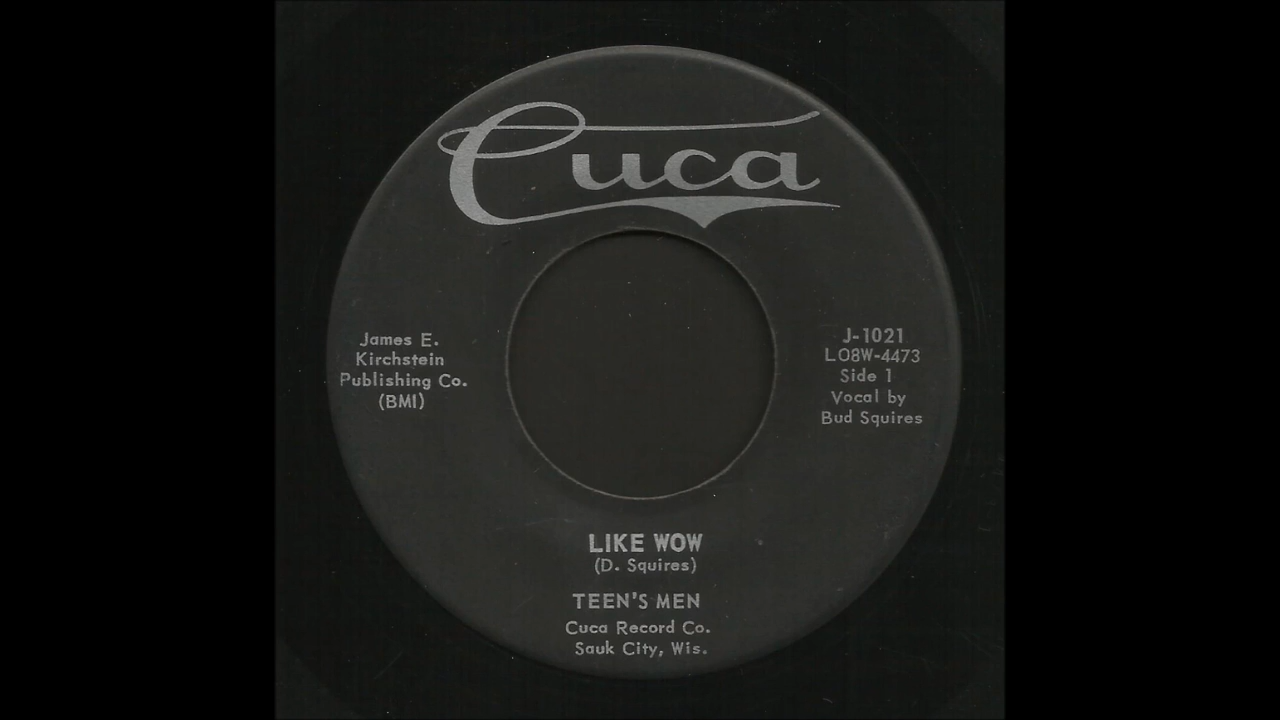 Cuca
James E.
Kirchstein
Publishing Co.
(BMI)
J-1021
LO8W-4473
Side 1
Vocal by
Bud Squires
LIKE WOW
(D. Squires)
TEEN'S MEN
Cuca Record Co.
Sauk City, Wis.